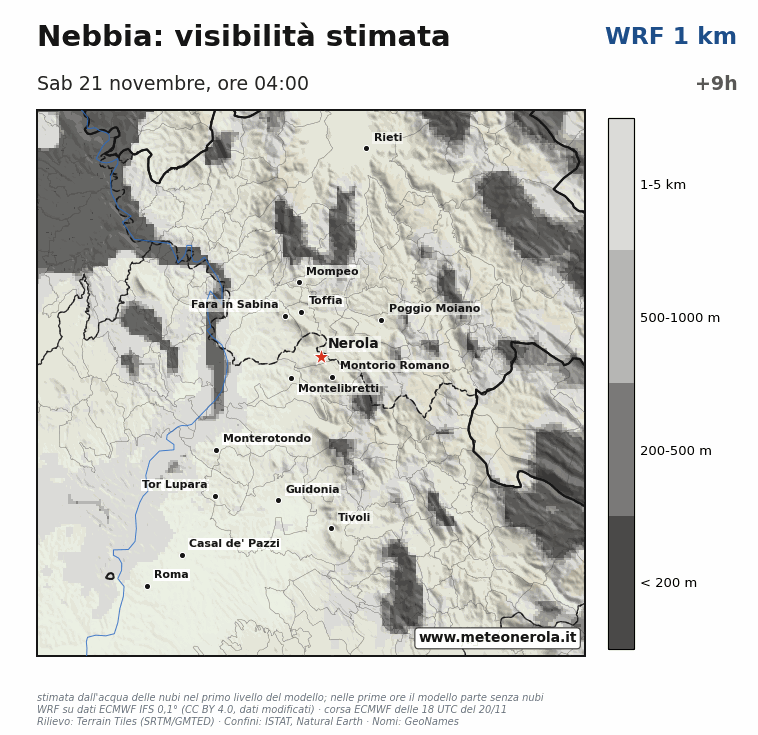 Nebbia: visibilità stimata
WRF 1 km
Sab 21 novembre, ore 04:00
+9h
Rieti
1-5 km
Mompeo
Fara in Sabina
Toffia
Poggio Moiano
500-1000 m
Nerola
Montorio Romano
Montelibretti
Monterotondo
200-500 m
Tor Lupara
Guidonia
Tivoli
Casal de' Pazzi
Roma
< 200 m
www.meteonerola.it
stimata dall'acqua delle nubi nel primo livello del modello; nelle prime ore il modello parte senza nubi
WRF su dati ECMWF IFS 0,1° (CC BY 4.0, dati modificati) · corsa ECMWF delle 18 UTC del 20/11
Rilievo: Terrain Tiles (SRTM/GMTED) · Confini: ISTAT, Natural Earth · Nomi: GeoNames